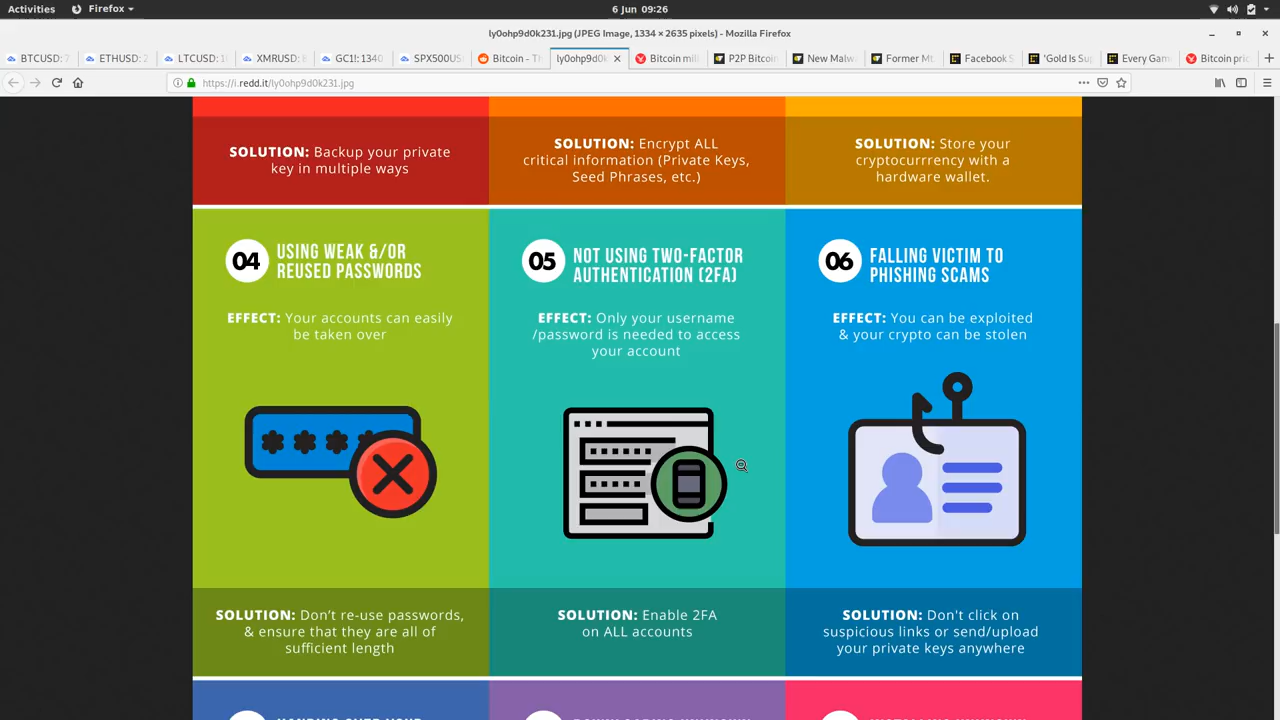 Activities
Firefox
6 Jun 09:26
ly0ohp9d0k231.jpg (JPEG Image, 1334 × 2635 pixels) - Mozilla Firefox
BTCUSD:
ETHUSD: 2
LTCUSD:
XMRUSD:
GC1!: 1340
SPX500US
Bitcoin - Th
ly0ohp9d0k
Bitcoin mil
P2P Bitcoin
New Malw
Former M
Facebook S
'Gold Is Su
Every Gam
Bitcoin pri
https://i.redd.it/ly0ohp9d0k231.jpg
SOLUTION: Backup your private
key in multiple ways
SOLUTION: Encrypt ALL
critical information (Private Keys,
Seed Phrases, etc.)
SOLUTION: Store your
cryptocurrrency with a
hardware wallet.
04
USING WEAK &/OR
REUSED PASSWORDS
EFFECT: Your accounts can easily
be taken over
SOLUTION: Don't re-use passwords,
& ensure that they are all of
sufficient length
05
NOT USING TWO-FACTOR
AUTHENTICATION (2FA)
EFFECT: Only your username
/password is needed to access
your account
SOLUTION: Enable 2FA
on ALL accounts
06
FALLING VICTIM TO
PHISHING SCAMS
EFFECT: You can be exploited
& your crypto can be stolen
SOLUTION: Don't click on
suspicious links or send/upload
your private keys anywhere